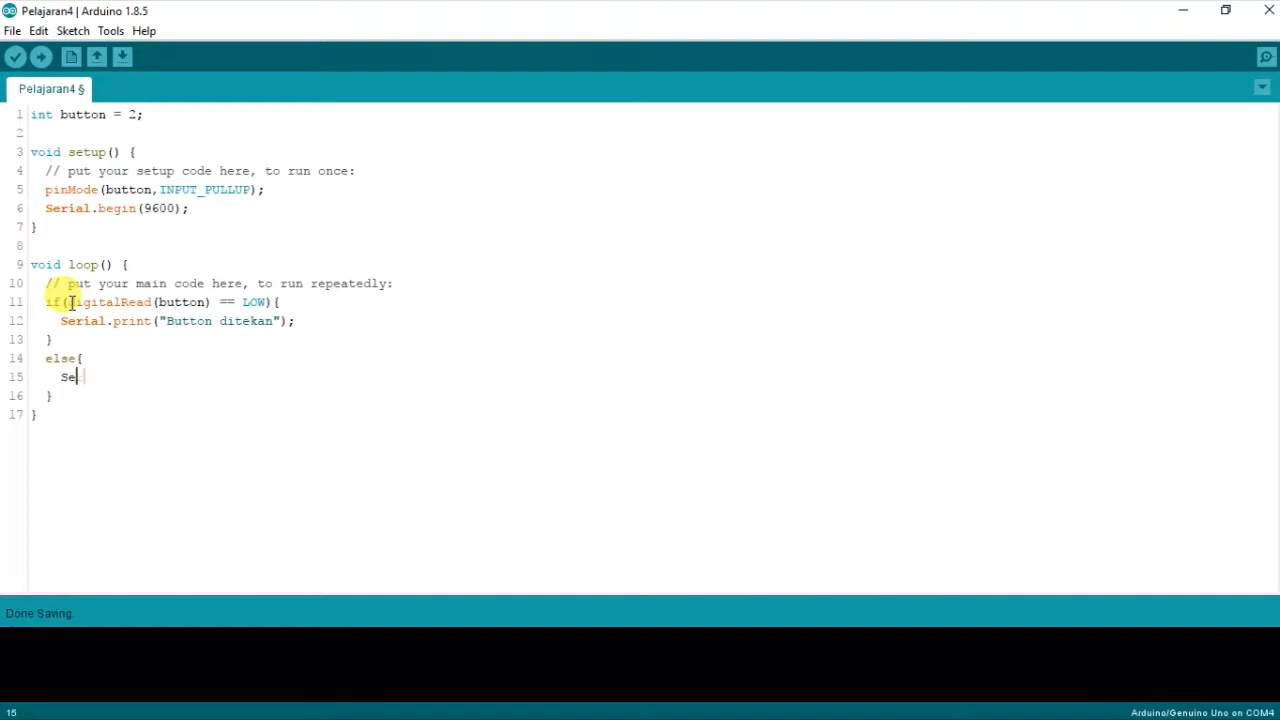 Pelajaran4 | Arduino 1.8.5
File Edit Sketch Tools Help
Pelajaran4 §
1 int button = 2;
2
3 void setup() {
4 // put your setup code here, to run once:
5 pinMode(button,INPUT_PULLUP);
6 Serial.begin(9600);
7 }
8
9 void loop() {
10 // put your main code here, to run repeatedly:
11 if(digitalRead(button) == LOW){
12 Serial.print("Button ditekan");
13 }
14 else{
15 Se
16 }
17 }
Done Saving.
15 Arduino/Genuino Uno on COM4